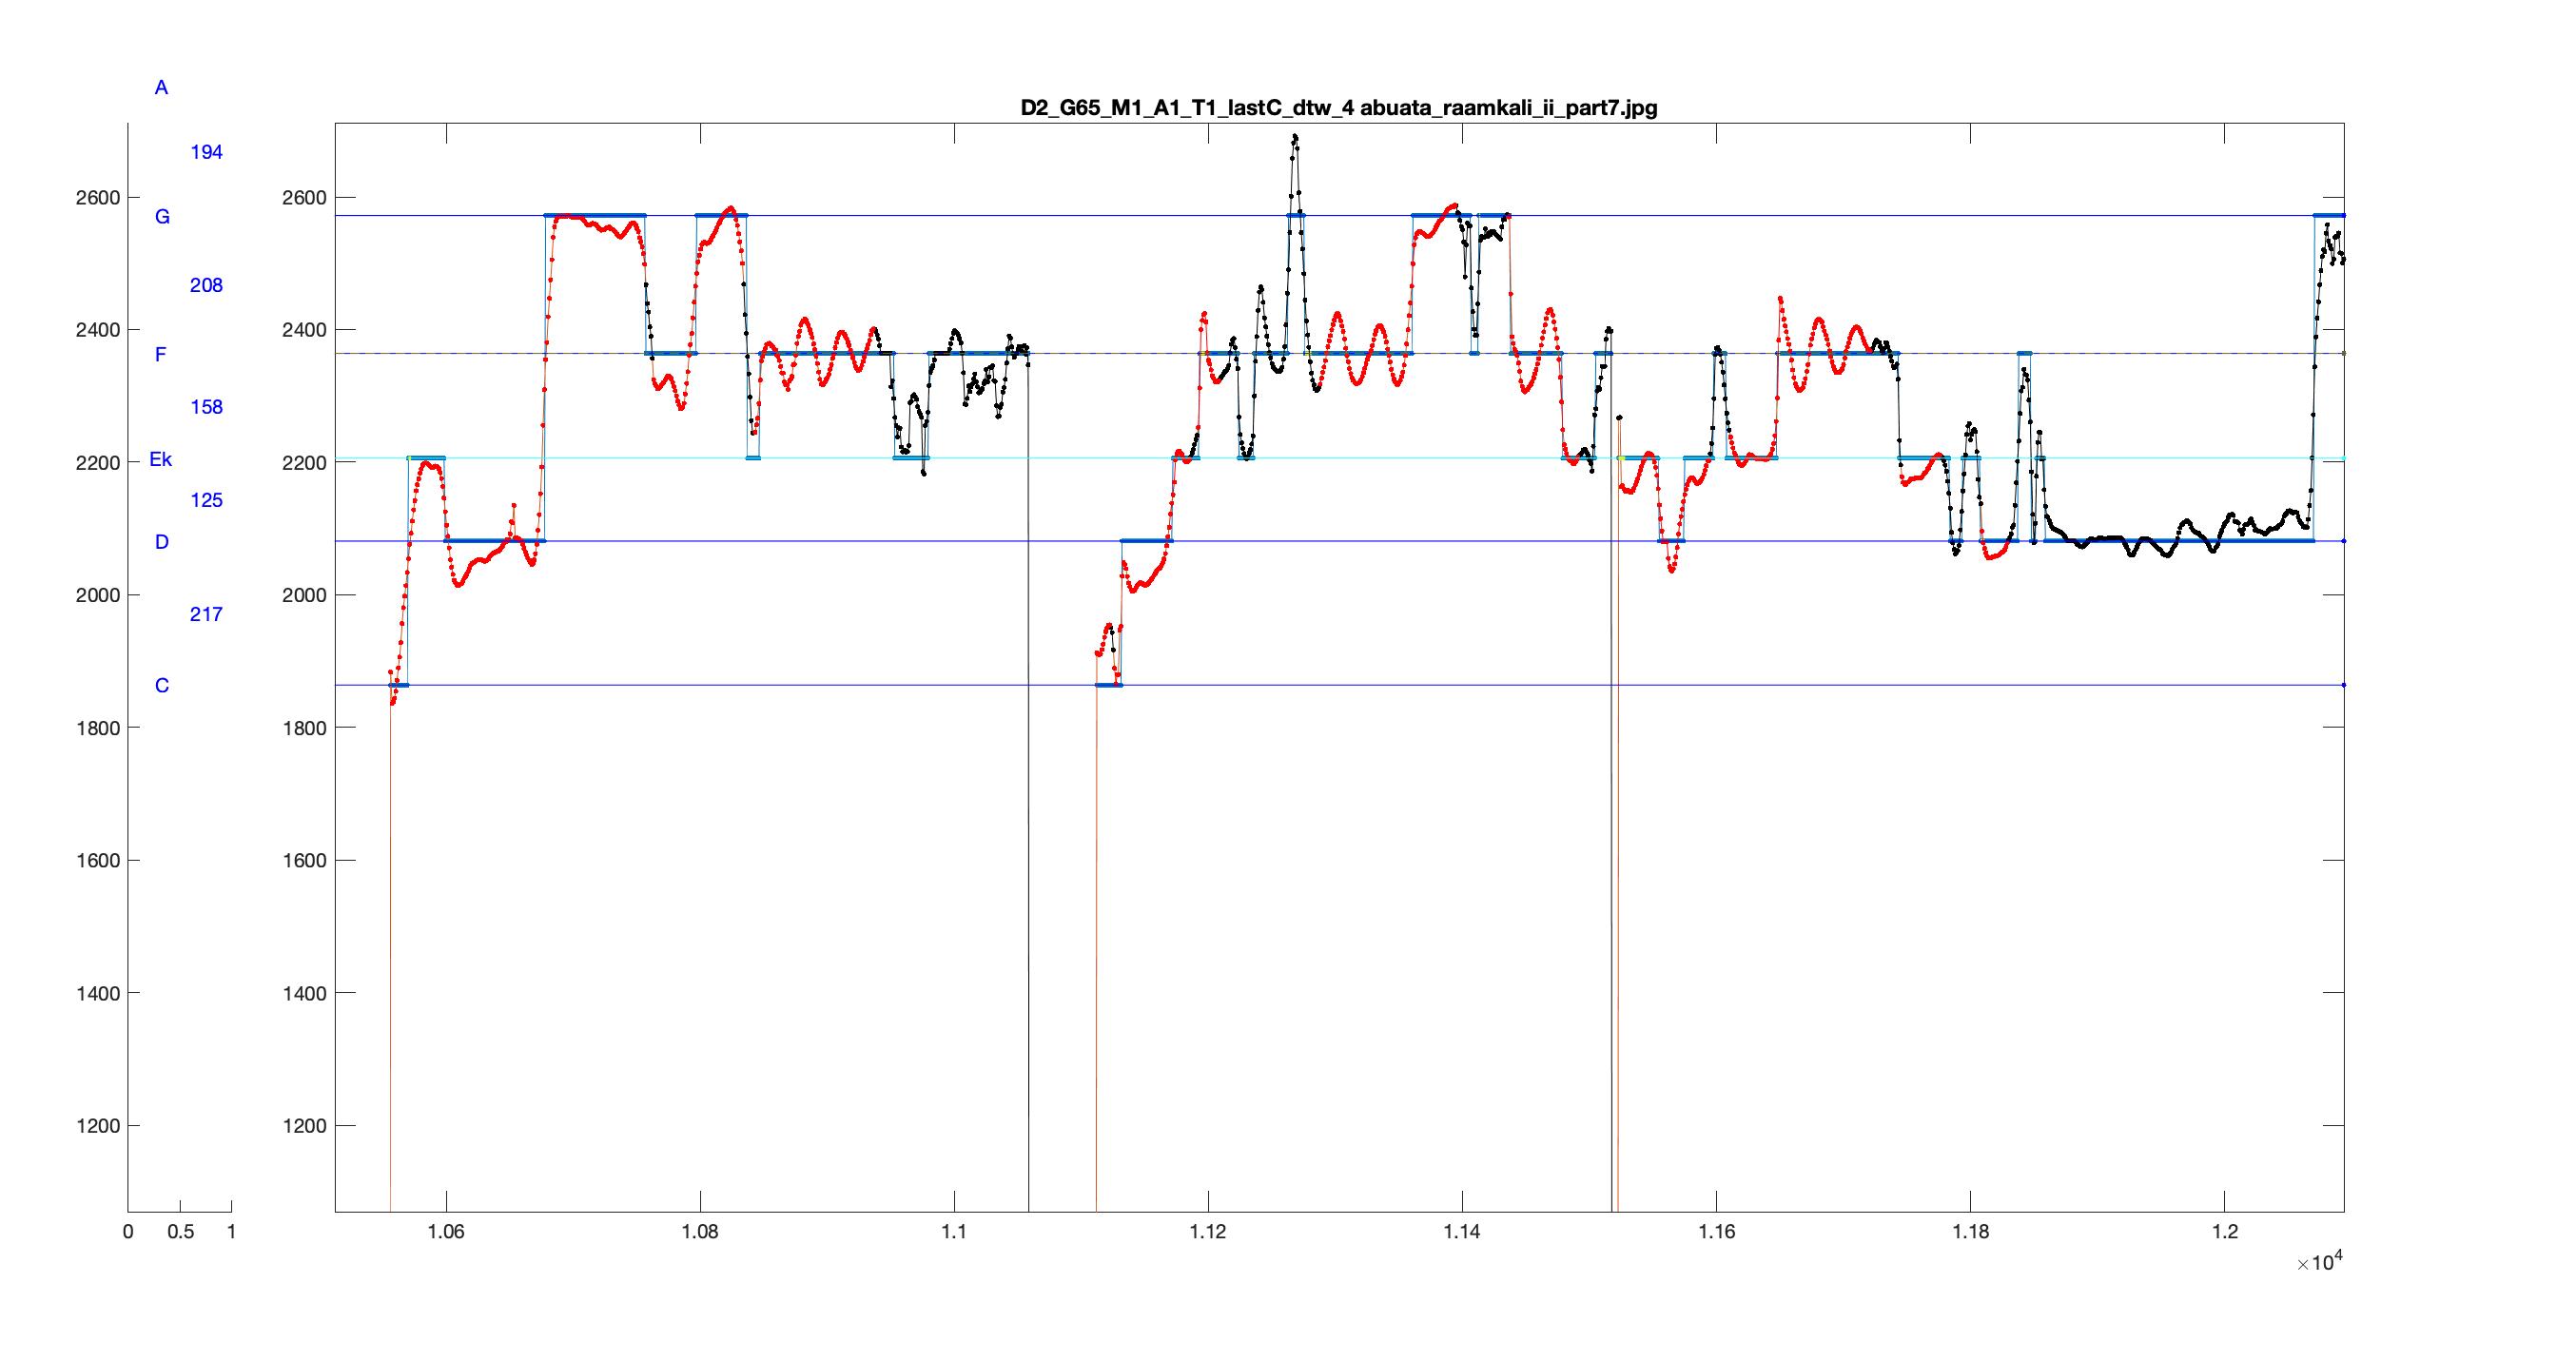 A
D2_G65_M1_A1_T1_lastC_dtw_4 abuata_raamkali_ii_part7.jpg
194
2600 2600
G
208
2400 2400
F
158
2200 Ek 2200
125
D
2000 2000
217
C
1800 1800
1600 1600
1400 1400
1200 1200
0 0.5 1 1.06 1.08 1.1 1.12 1.14 1.16 1.18 1.2
×10⁴